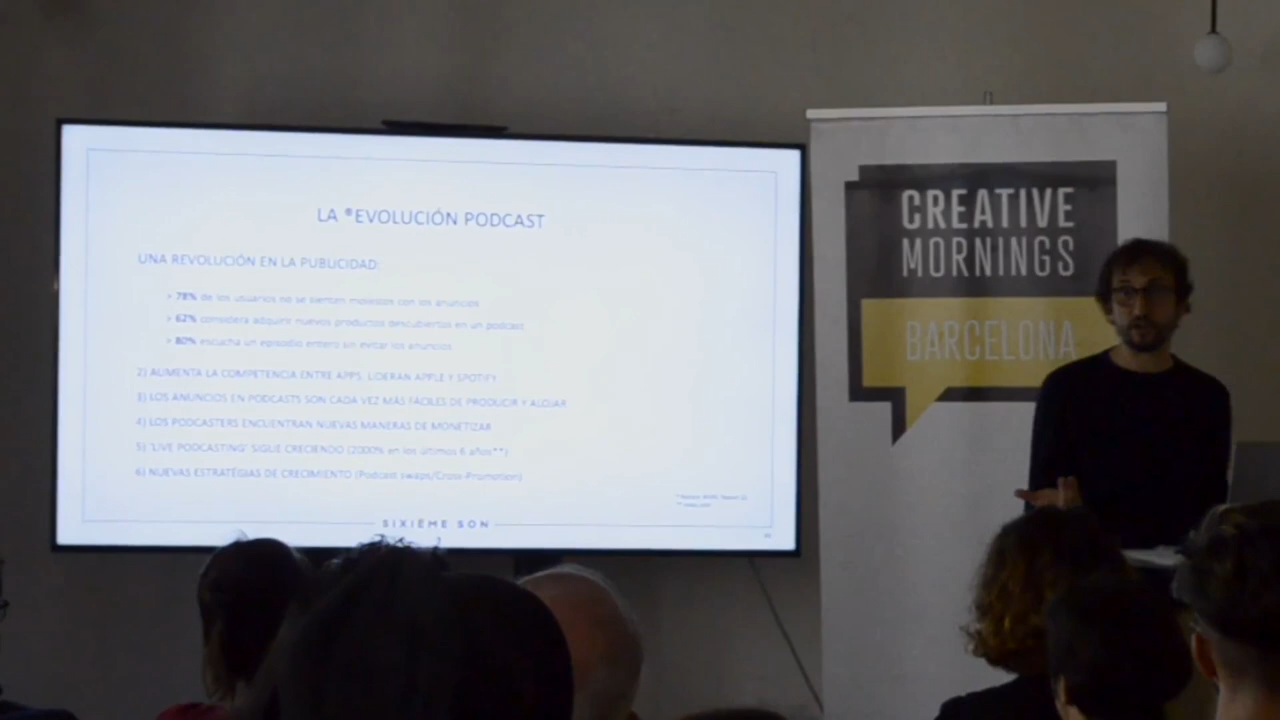 LA ®EVOLUCIÓN PODCAST
UNA REVOLUCIÓN EN LA PUBLICIDAD:
> 78% de los usuarios no se sienten molestos con los anuncios
> 62% considera adquirir nuevos productos descubiertos en un podcast
> 80% escucha un episodio entero sin evitar los anuncios
2) AUMENTA LA COMPETENCIA ENTRE APPS: LIDERAN APPLE Y SPOTIFY
3) LOS ANUNCIOS EN PODCASTS SON CADA VEZ MÁS FÁCILES DE PRODUCIR Y ALOJAR
4) LOS PODCASTERS ENCUENTRAN NUEVAS MANERAS DE MONETIZAR
5) 'LIVE PODCASTING' SIGUE CRECIENDO (2000% en los últimos 6 años**)
6) NUEVAS ESTRATÉGIAS DE CRECIMIENTO (Podcast swaps/Cross-Promotion)
SIXIÈME SON
CREATIVE
MORNINGS
BARCELONA